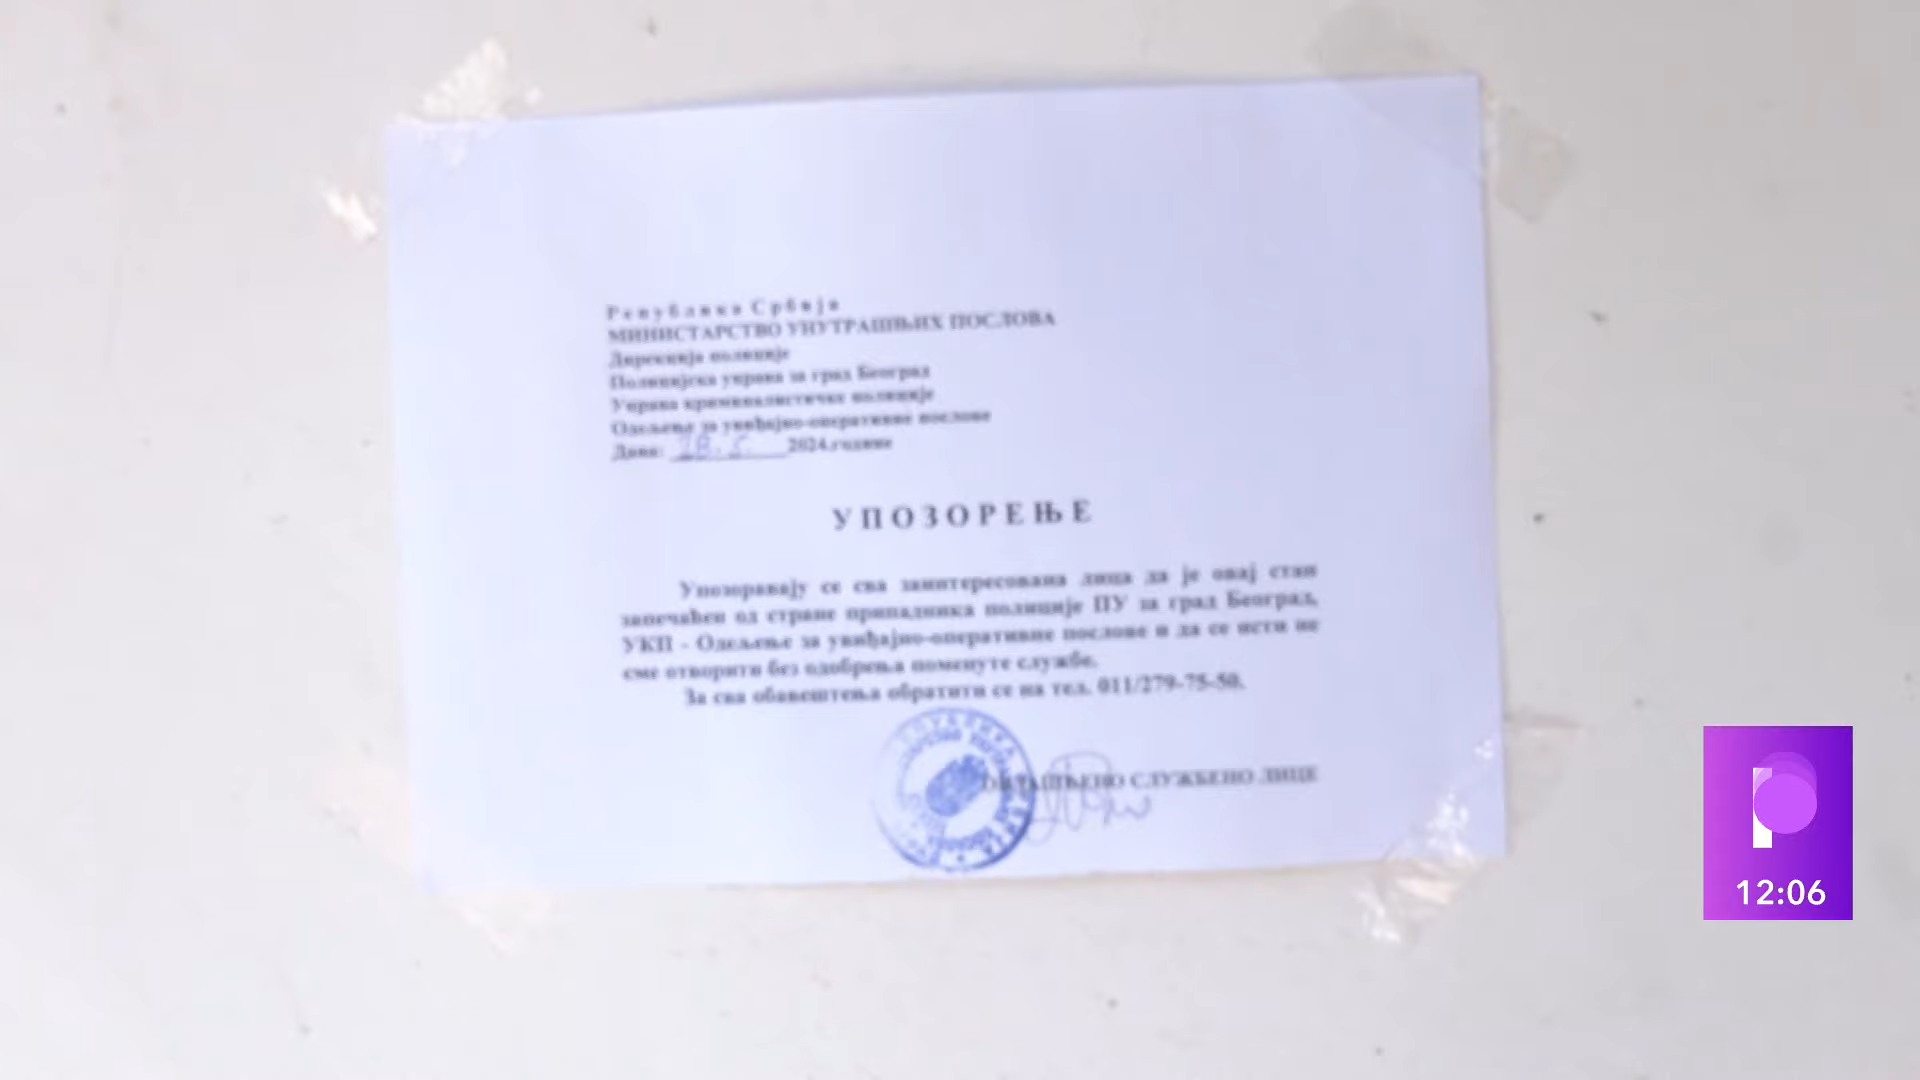 Република Србија
МИНИСТАРСТВО УНУТРАШЊИХ ПОСЛОВА
Дирекција полиције
Полицијска управа за град Београд
Управа криминалистичке полиције
Одељење за увиђајно-оперативне послове
Дана: 28.5. 2024.године
УПОЗОРЕЊЕ
Упозоравају се сва заинтересована лица да је овај стан
запечаћен од стране припадника полиције ПУ за град Београд,
УКП - Одељење за увиђајно-оперативне послове и да се исти не
сме отворити без одобрења поменуте службе.
За сва обавештења обратити се на тел. 011/279-75-50.
ОВЛАШЋЕНО СЛУЖБЕНО ЛИЦЕ
12:06